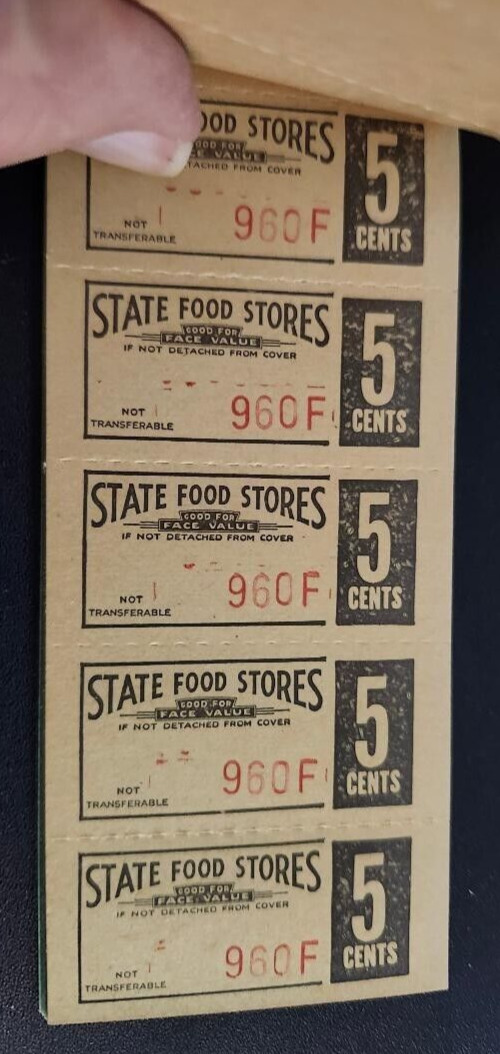 OOD STORES
GOOD FOR
CE VALUE
TACHED FROM COVER
NOT
TRANSFERABLE
960F
5
CENTS
STATE FOOD STORES
GOOD FOR
FACE VALUE
IF NOT DETACHED FROM COVER
NOT
TRANSFERABLE
960F
5
CENTS
STATE FOOD STORES
GOOD FOR
FACE VALUE
IF NOT DETACHED FROM COVER
NOT
TRANSFERABLE
960F
5
CENTS
STATE FOOD STORES
GOOD FOR
FACE VALUE
IF NOT DETACHED FROM COVER
NOT
TRANSFERABLE
960F
5
CENTS
STATE FOOD STORES
GOOD FOR
FACE VALUE
IF NOT DETACHED FROM COVER
NOT
TRANSFERABLE
960F
5
CENTS